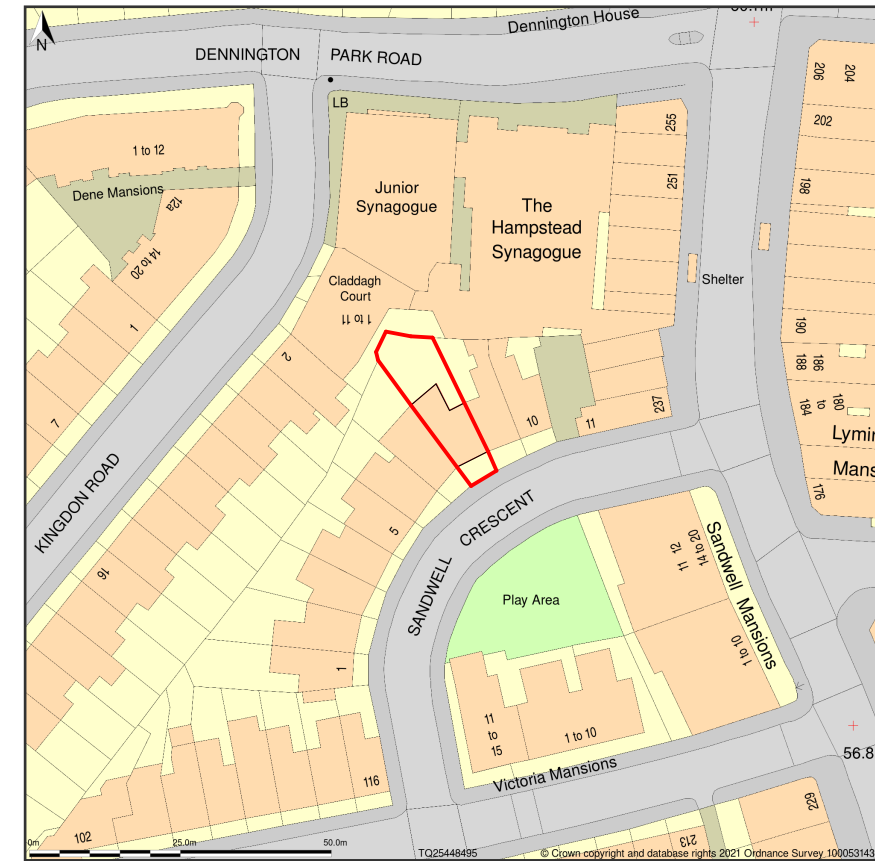 N
DENNINGTON PARK ROAD
Dennington House
LB
1 to 12
Dene Mansions
12a
14 to 20
1
7
Junior
Synagogue
The
Hampstead
Synagogue
255
251
206
204
202
198
Shelter
Claddagh
Court
1 to 11
2
190
188
186
184
to
180
176
237
10
11
KINGDON ROAD
16
5
1
SANDWELL CRESCENT
Play Area
11 12
14 to 20
Sandwell Mansions
1 to 10
11
to
15
1 to 10
Victoria Mansions
116
102
56.8
229
213
0m
25.0m
50.0m
TQ25448495
© Crown copyright and database rights 2021 Ordnance Survey 100053143